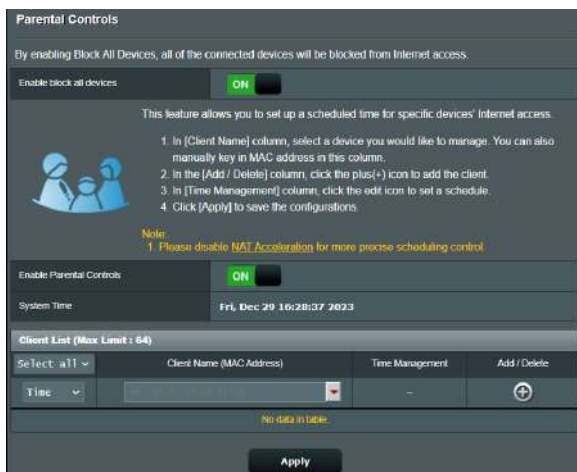 Parental Controls
By enabling Block All Devices, all of the connected devices will be blocked from Internet access.
Enable block all devices
ON
This feature allows you to set up a scheduled time for specific devices' Internet access.
1. In [Client Name] column, select a device you would like to manage. You can also
manually key in MAC address in this column.
2. In the [Add / Delete] column, click the plus(+) icon to add the client.
3. In [Time Management] column, click the edit icon to set a schedule.
4. Click [Apply] to save the configurations.
Note:
1. Please disable NAT Acceleration for more precise scheduling control.
Enable Parental Controls
ON
System Time
Fri, Dec 29 16:28:37 2023
Client List (Max Limit : 64)
Select all
Client Name (MAC Address)
Time Management
Add / Delete
Time
-
No data in table.
Apply